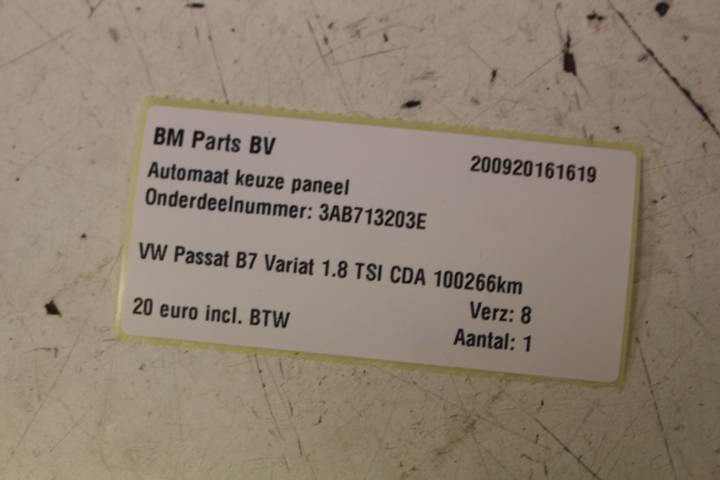 BM Parts BV 200920161619
Automaat keuze paneel
Onderdeelnummer: 3AB713203E
VW Passat B7 Variat 1.8 TSI CDA 100266km
Verz: 8
20 euro incl. BTW
Aantal: 1